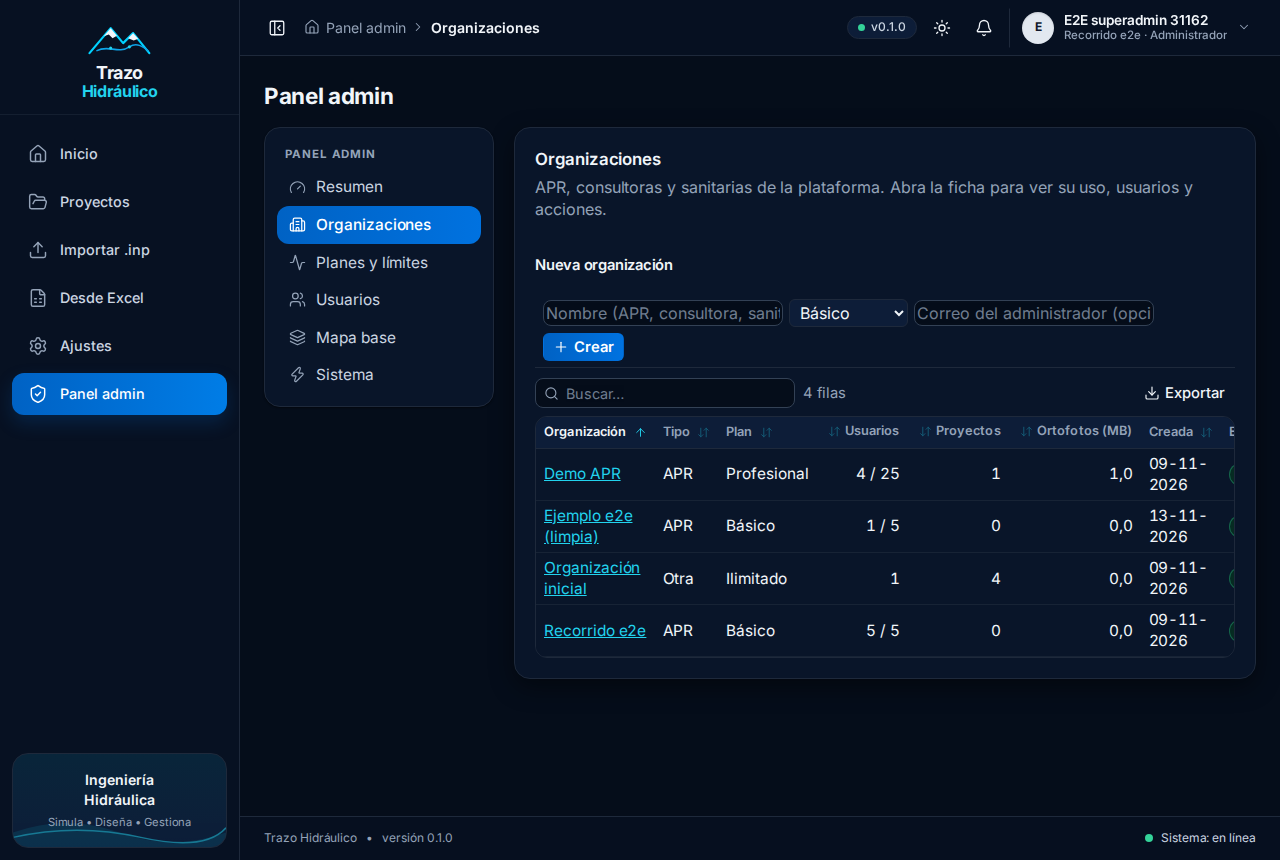 Trazo
Hidráulico
Inicio
Proyectos
Importar .inp
Desde Excel
Ajustes
Panel admin
Ingeniería
Hidráulica
Simula • Diseña • Gestiona
Panel admin > Organizaciones
v0.1.0
E
E2E superadmin 31162
Recorrido e2e · Administrador
Panel admin
PANEL ADMIN
Resumen
Organizaciones
Planes y límites
Usuarios
Mapa base
Sistema
Organizaciones
APR, consultoras y sanitarias de la plataforma. Abra la ficha para ver su uso, usuarios y
acciones.
Nueva organización
Nombre (APR, consultora, sanit Básico Correo del administrador (opci
Crear
Buscar... 4 filas Exportar
Organización Tipo Plan Usuarios Proyectos Ortofotos (MB) Creada
Demo APR APR Profesional 4 / 25 1 1,0 09-11-
2026
Ejemplo e2e
(limpia) APR Básico 1 / 5 0 0,0 13-11-
2026
Organización
inicial Otra Ilimitado 1 4 0,0 09-11-
2026
Recorrido e2e APR Básico 5 / 5 0 0,0 09-11-
2026
Trazo Hidráulico • versión 0.1.0
Sistema: en línea